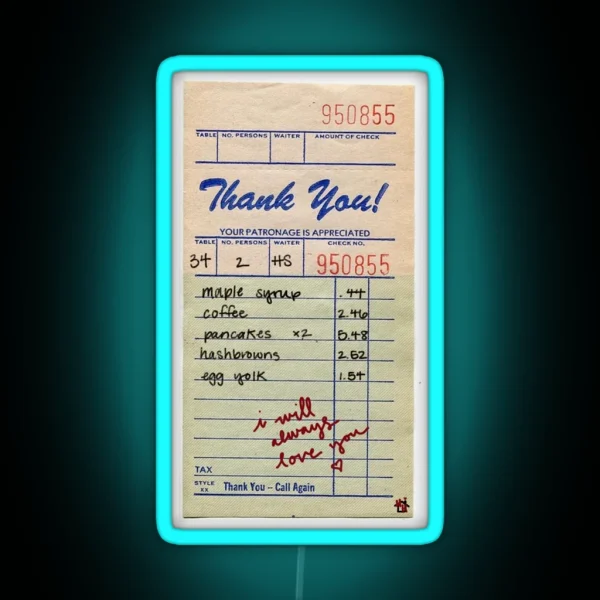 950855
TABLE NO. PERSONS WAITER AMOUNT OF CHECK
Thank You!
YOUR PATRONAGE IS APPRECIATED
TABLE NO. PERSONS WAITER CHECK NO.
34 2 HS 950855
maple syrup .44
coffee 2.46
pancakes x2 5.48
hashbrowns 2.52
egg yolk 1.54
i will
always
love you
TAX
STYLE
XX Thank You – Call Again